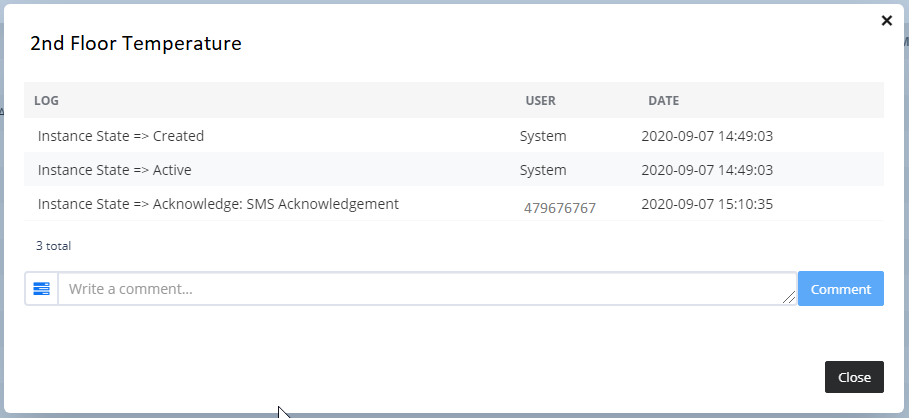 2nd Floor Temperature
LOG USER DATE
Instance State => Created System 2020-09-07 14:49:03
Instance State => Active System 2020-09-07 14:49:03
Instance State => Acknowledge: SMS Acknowledgement 479676767 2020-09-07 15:10:35
3 total
Write a comment... Comment
Close